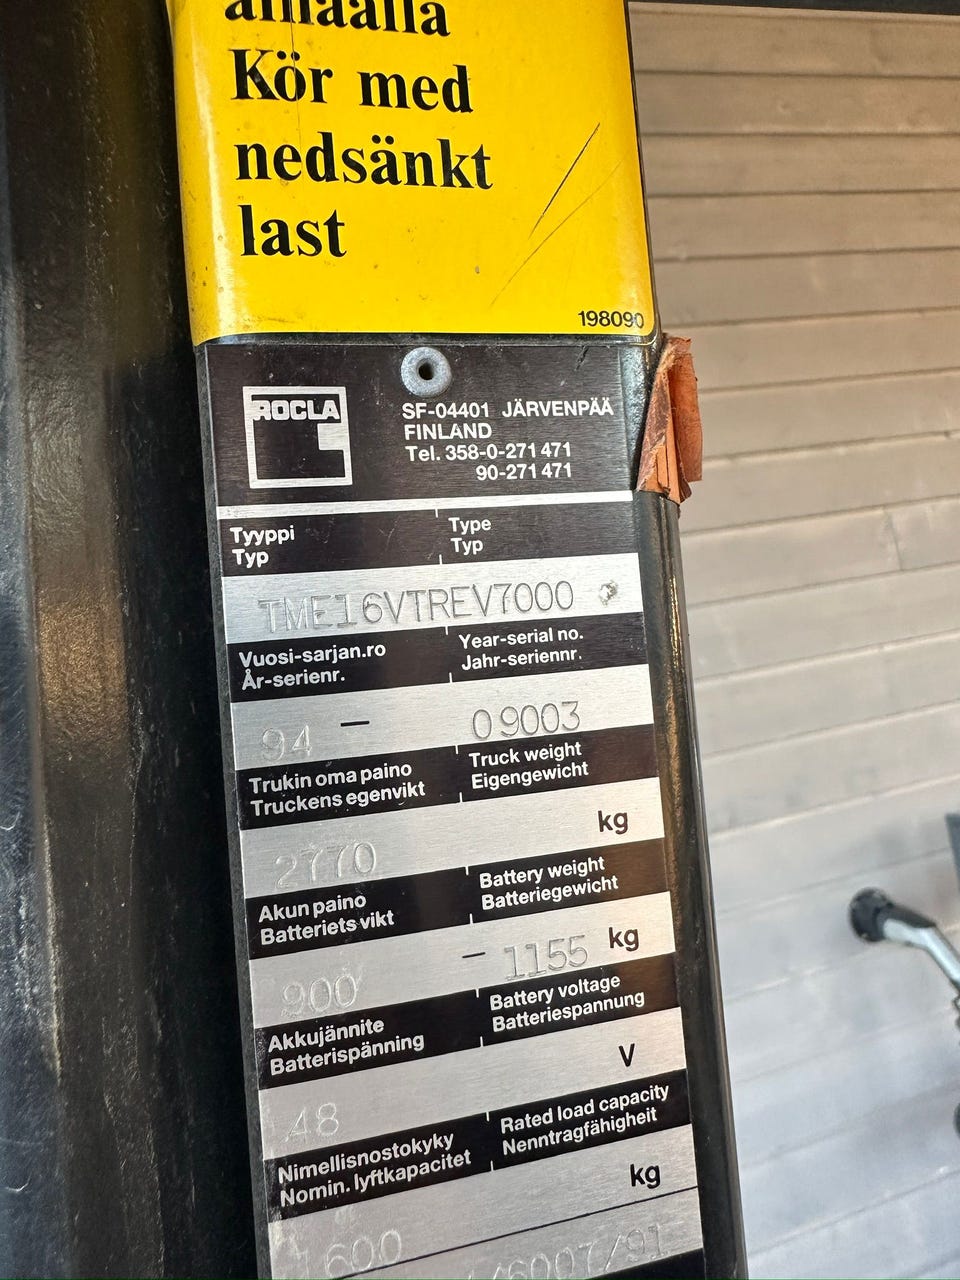 Kör med
nedsänkt
last
198090
ROCLA
SF-04401 JÄRVENPÄÄ
FINLAND
Tel. 358-0-271 471
90-271 471
Tyyppi Type
Typ Typ
TME16VTREV7000
Vuosi-sarjan.ro Year-serial no.
År-serienr. Jahr-seriennr.
94 – 09003
Trukin oma paino Truck weight
Truckens egenvikt Eigengewicht
2770 kg
Akun paino Battery weight
Batteriets vikt Batteriegewicht
900 – 1155 kg
Akkujännite Battery voltage
Batterispänning Batteriespannung
48 V
Nimellisnostokyky Rated load capacity
Nomin. lyftkapacitet Nenntragfähigheit
kg
1600 /6007/91